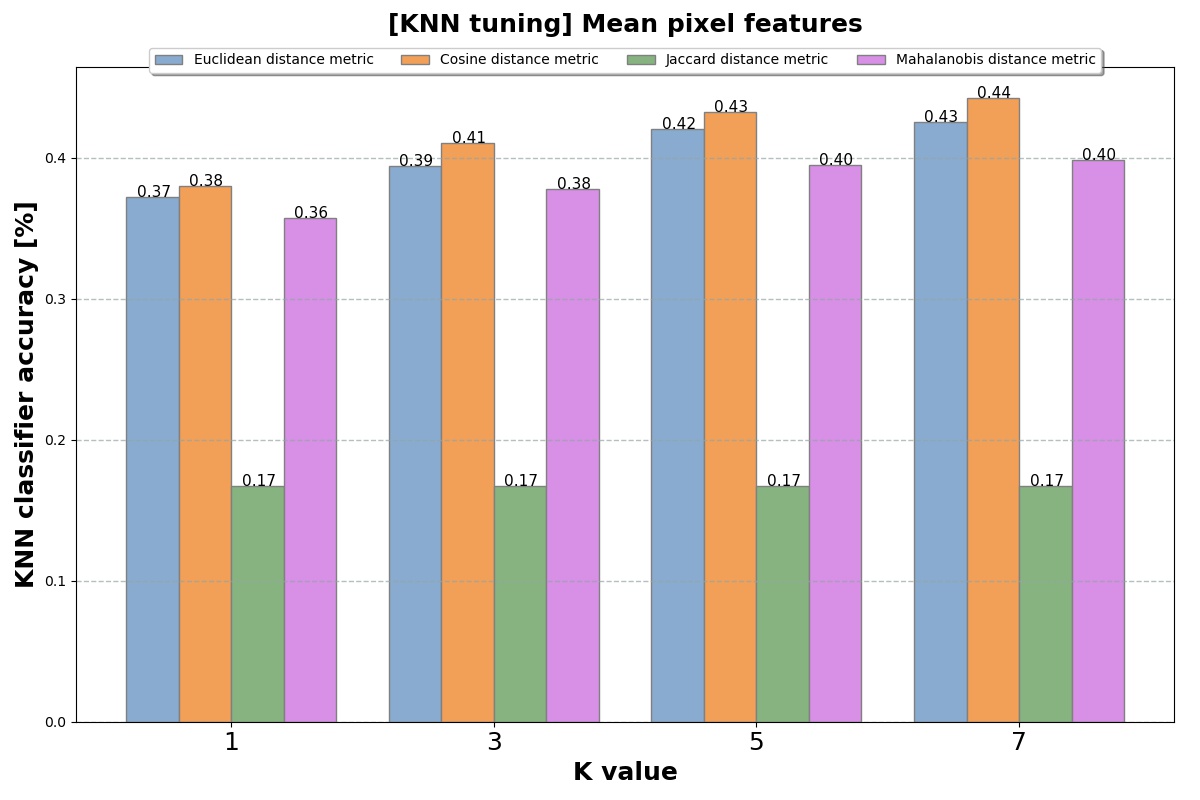 [KNN tuning] Mean pixel features
Euclidean distance metric Cosine distance metric Jaccard distance metric Mahalanobis distance metric
KNN classifier accuracy [%]
0.4
0.3
0.2
0.1
0.0
0.37 0.38 0.17 0.36
0.39 0.41 0.17 0.38
0.42 0.43 0.17 0.40
0.43 0.44 0.17 0.40
1 3 5 7
K value